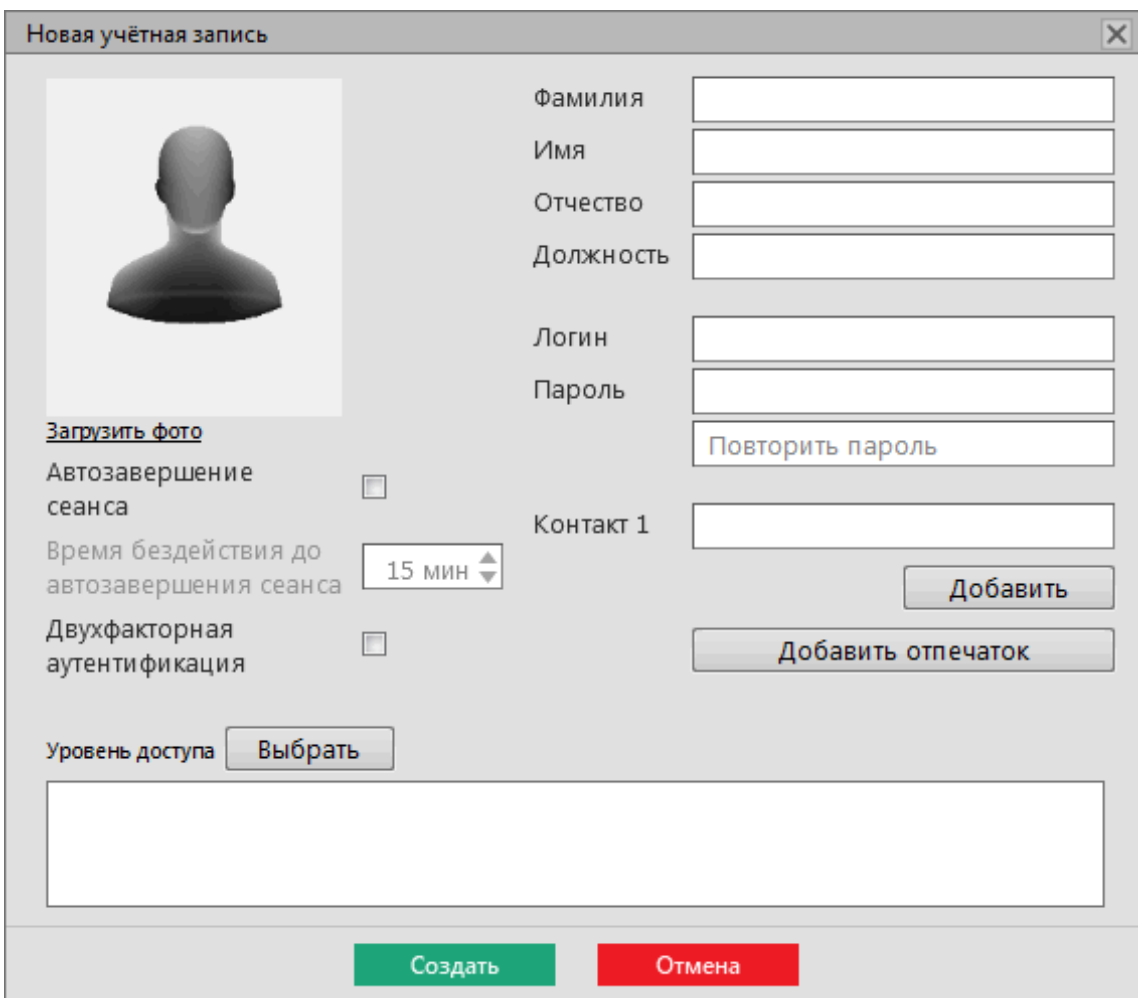 Новая учётная запись
Фамилия
Имя
Отчество
Должность
Логин
Пароль
Повторить пароль
Контакт 1
Добавить
Добавить отпечаток
Загрузить фото
Автозавершение
сеанса
Время бездействия до
автозавершения сеанса
15 мин
Двухфакторная
аутентификация
Уровень доступа Выбрать
Создать Отмена